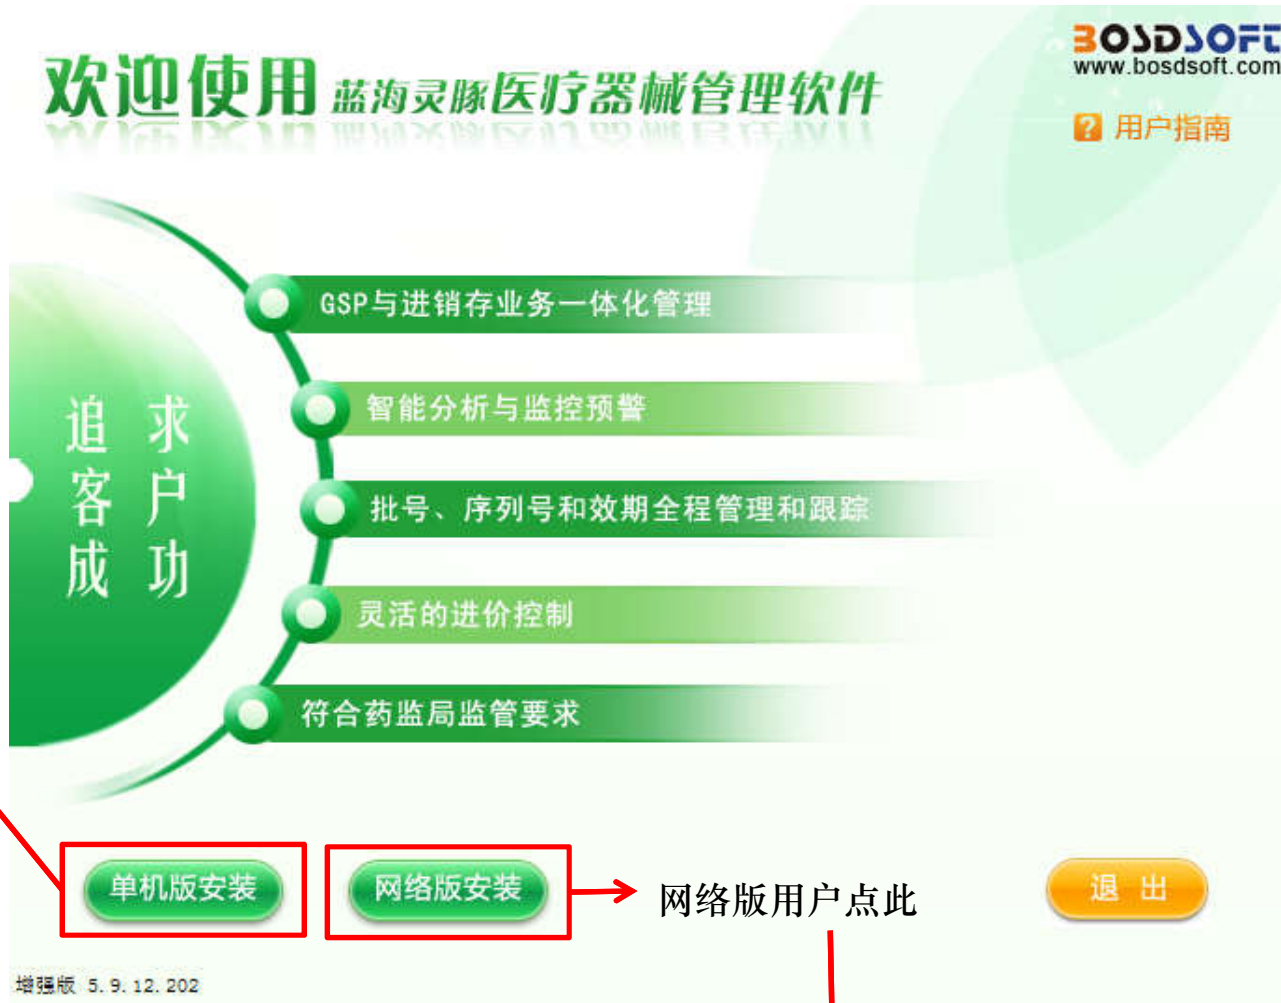 欢迎使用 蓝海灵豚医疗器械管理软件
BOSDSOFT
www.bosdsoft.com
? 用户指南
GSP与进销存业务一体化管理
智能分析与监控预警
追求
客户
成功
批号、序列号和效期全程管理和跟踪
灵活的进价控制
符合药监局监管要求
单机版安装
网络版安装
网络版用户点此
退出
增强版 5.9.12.202